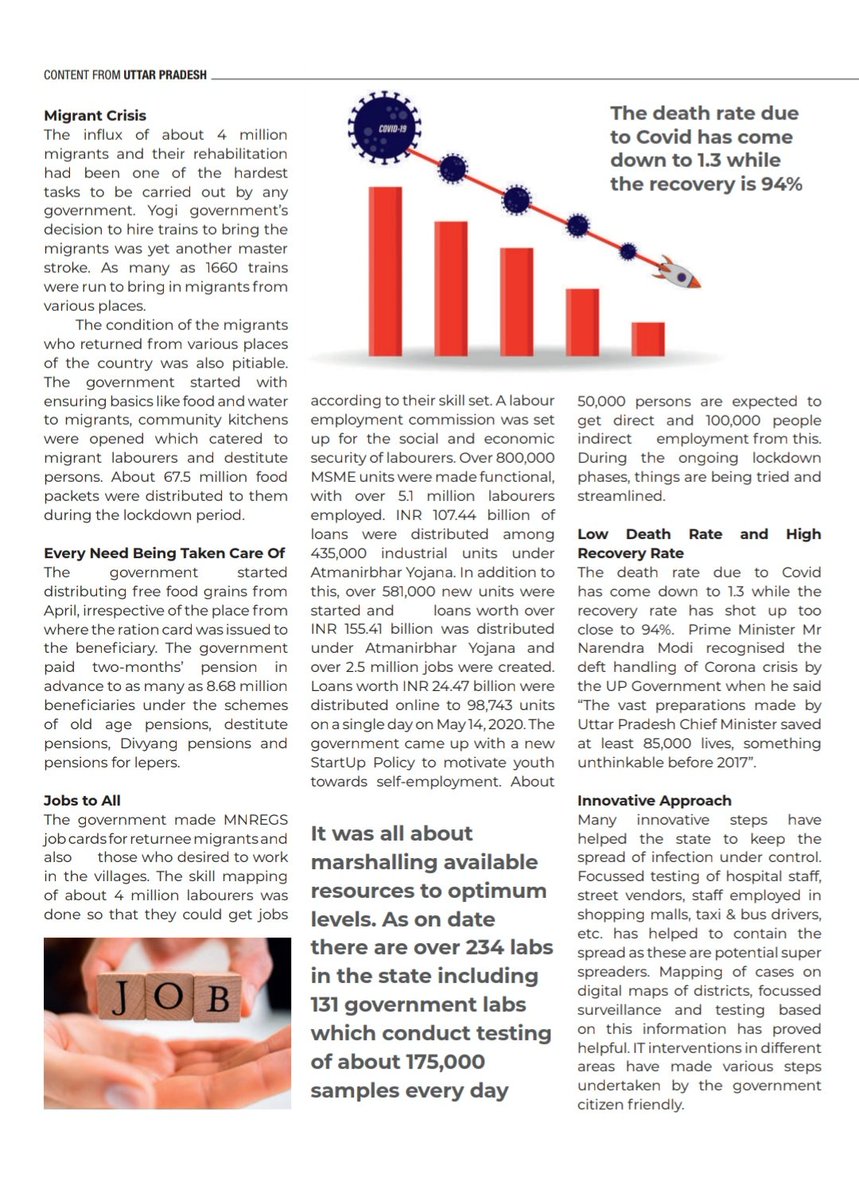 CONTENT FROM UTTAR PRADESH
Migrant Crisis
The influx of about 4 million
migrants and their rehabilitation
had been one of the hardest
tasks to be carried out by any
government. Yogi government's
decision to hire trains to bring the
migrants was yet another master
stroke. As many as 1660 trains
were run to bring in migrants from
various places.
The condition of the migrants
who returned from various places
of the country was also pitiable.
The government started with
ensuring basics like food and water
to migrants, community kitchens
were opened which catered to
migrant labourers and destitute
persons. About 67.5 million food
packets were distributed to them
during the lockdown period.
Every Need Being Taken Care Of
The government started
distributing free food grains from
April, irrespective of the place from
where the ration card was issued to
the beneficiary. The government
paid two-months' pension in
advance to as many as 8.68 million
beneficiaries under the schemes
of old age pensions, destitute
pensions, Divyang pensions and
pensions for lepers.
Jobs to All
The government made MNREGS
job cards for returnee migrants and
also those who desired to work
in the villages. The skill mapping
of about 4 million labourers was
done so that they could get jobs
JOB
COVID-19
The death rate due
to Covid has come
down to 1.3 while
the recovery is 94%
according to their skill set. A labour
employment commission was set
up for the social and economic
security of labourers. Over 800,000
MSME units were made functional,
with over 5.1 million labourers
employed. INR 107.44 billion of
loans were distributed among
435,000 industrial units under
Atmanirbhar Yojana. In addition to
this, over 581,000 new units were
started and loans worth over
INR 155.41 billion was distributed
under Atmanirbhar Yojana and
over 2.5 million jobs were created.
Loans worth INR 24.47 billion were
distributed online to 98,743 units
on a single day on May 14, 2020. The
government came up with a new
StartUp Policy to motivate youth
towards self-employment. About
It was all about
marshalling available
resources to optimum
levels. As on date
there are over 234 labs
in the state including
131 government labs
which conduct testing
of about 175,000
samples every day
50,000 persons are expected to
get direct and 100,000 people
indirect employment from this.
During the ongoing lockdown
phases, things are being tried and
streamlined.
Low Death Rate and High
Recovery Rate
The death rate due to Covid
has come down to 1.3 while the
recovery rate has shot up too
close to 94%. Prime Minister Mr
Narendra Modi recognised the
deft handling of Corona crisis by
the UP Government when he said
"The vast preparations made by
Uttar Pradesh Chief Minister saved
at least 85,000 lives, something
unthinkable before 2017".
Innovative Approach
Many innovative steps have
helped the state to keep the
spread of infection under control.
Focussed testing of hospital staff,
street vendors, staff employed in
shopping malls, taxi & bus drivers,
etc. has helped to contain the
spread as these are potential super
spreaders. Mapping of cases on
digital maps of districts, focussed
surveillance and testing based
on this information has proved
helpful. IT interventions in different
areas have made various steps
undertaken by the government
citizen friendly.